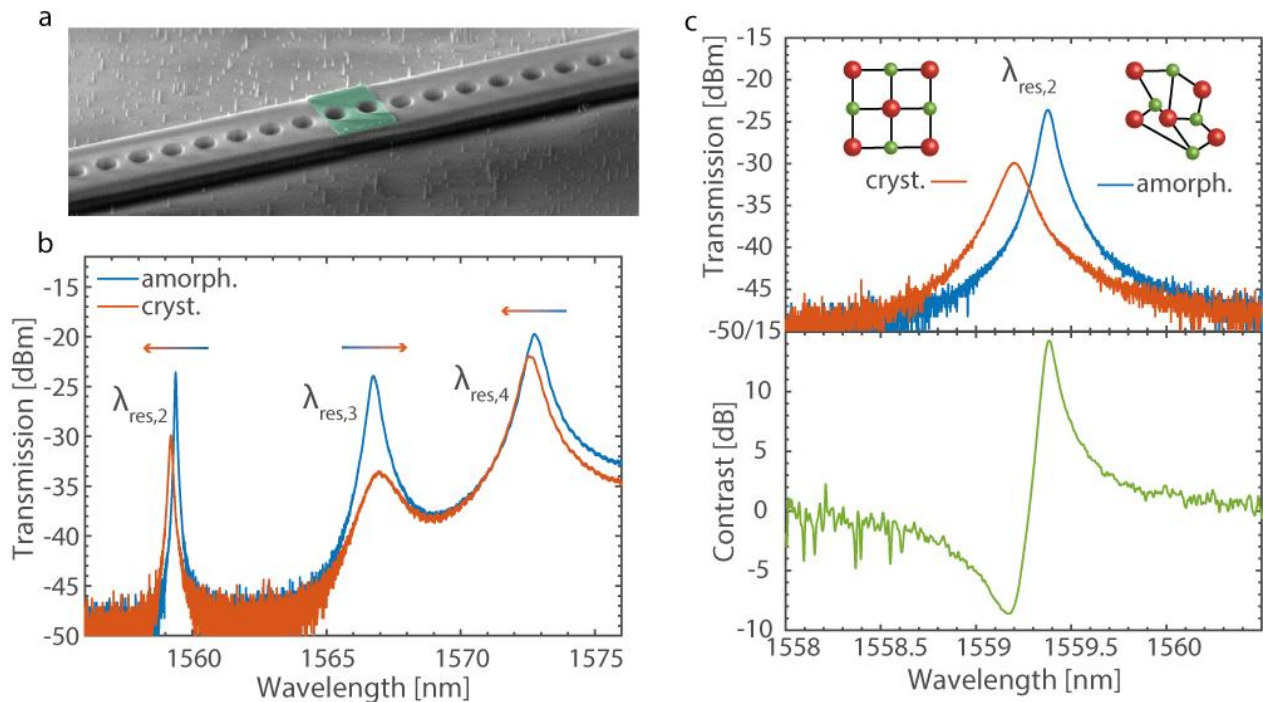 a
b
amorph.
cryst.
λres,2
λres,3
λres,4
Transmission [dBm]
-15
-20
-25
-30
-35
-40
-45
-50
1560
1565
1570
1575
Wavelength [nm]
c
Transmission [dBm]
-15
-20
-25
-30
-35
-40
-45
-50/15
λres,2
cryst.
amorph.
Contrast [dB]
10
5
0
-5
-10
1558
1558.5
1559
1559.5
1560
Wavelength [nm]